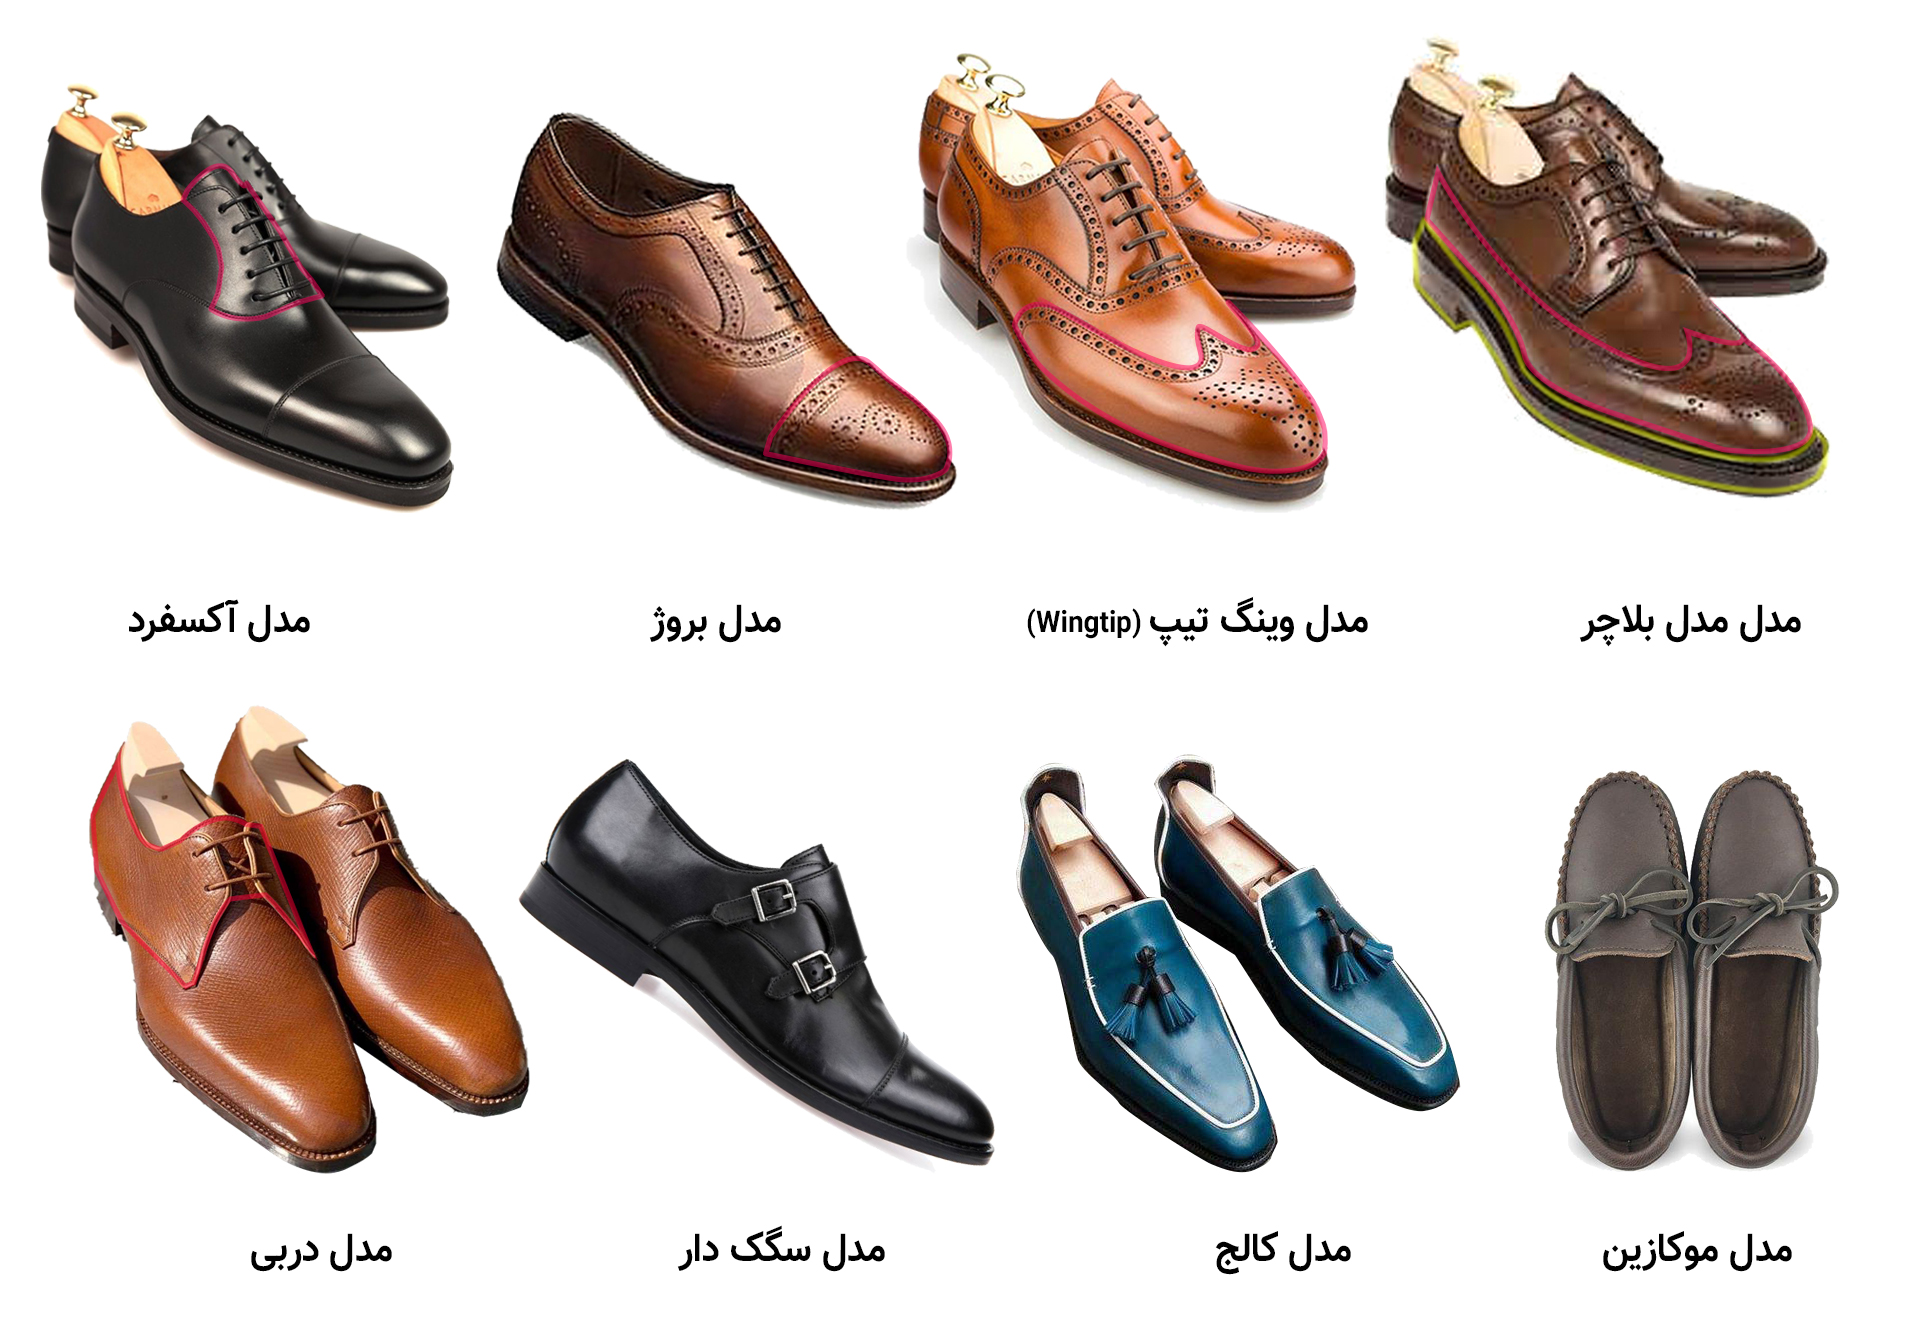 مدل آکسفرد
مدل بروژ
مدل وینگ تیپ (Wingtip)
مدل مدل بلاچر
مدل دربی
مدل سگک دار
مدل کالج
مدل موکازین